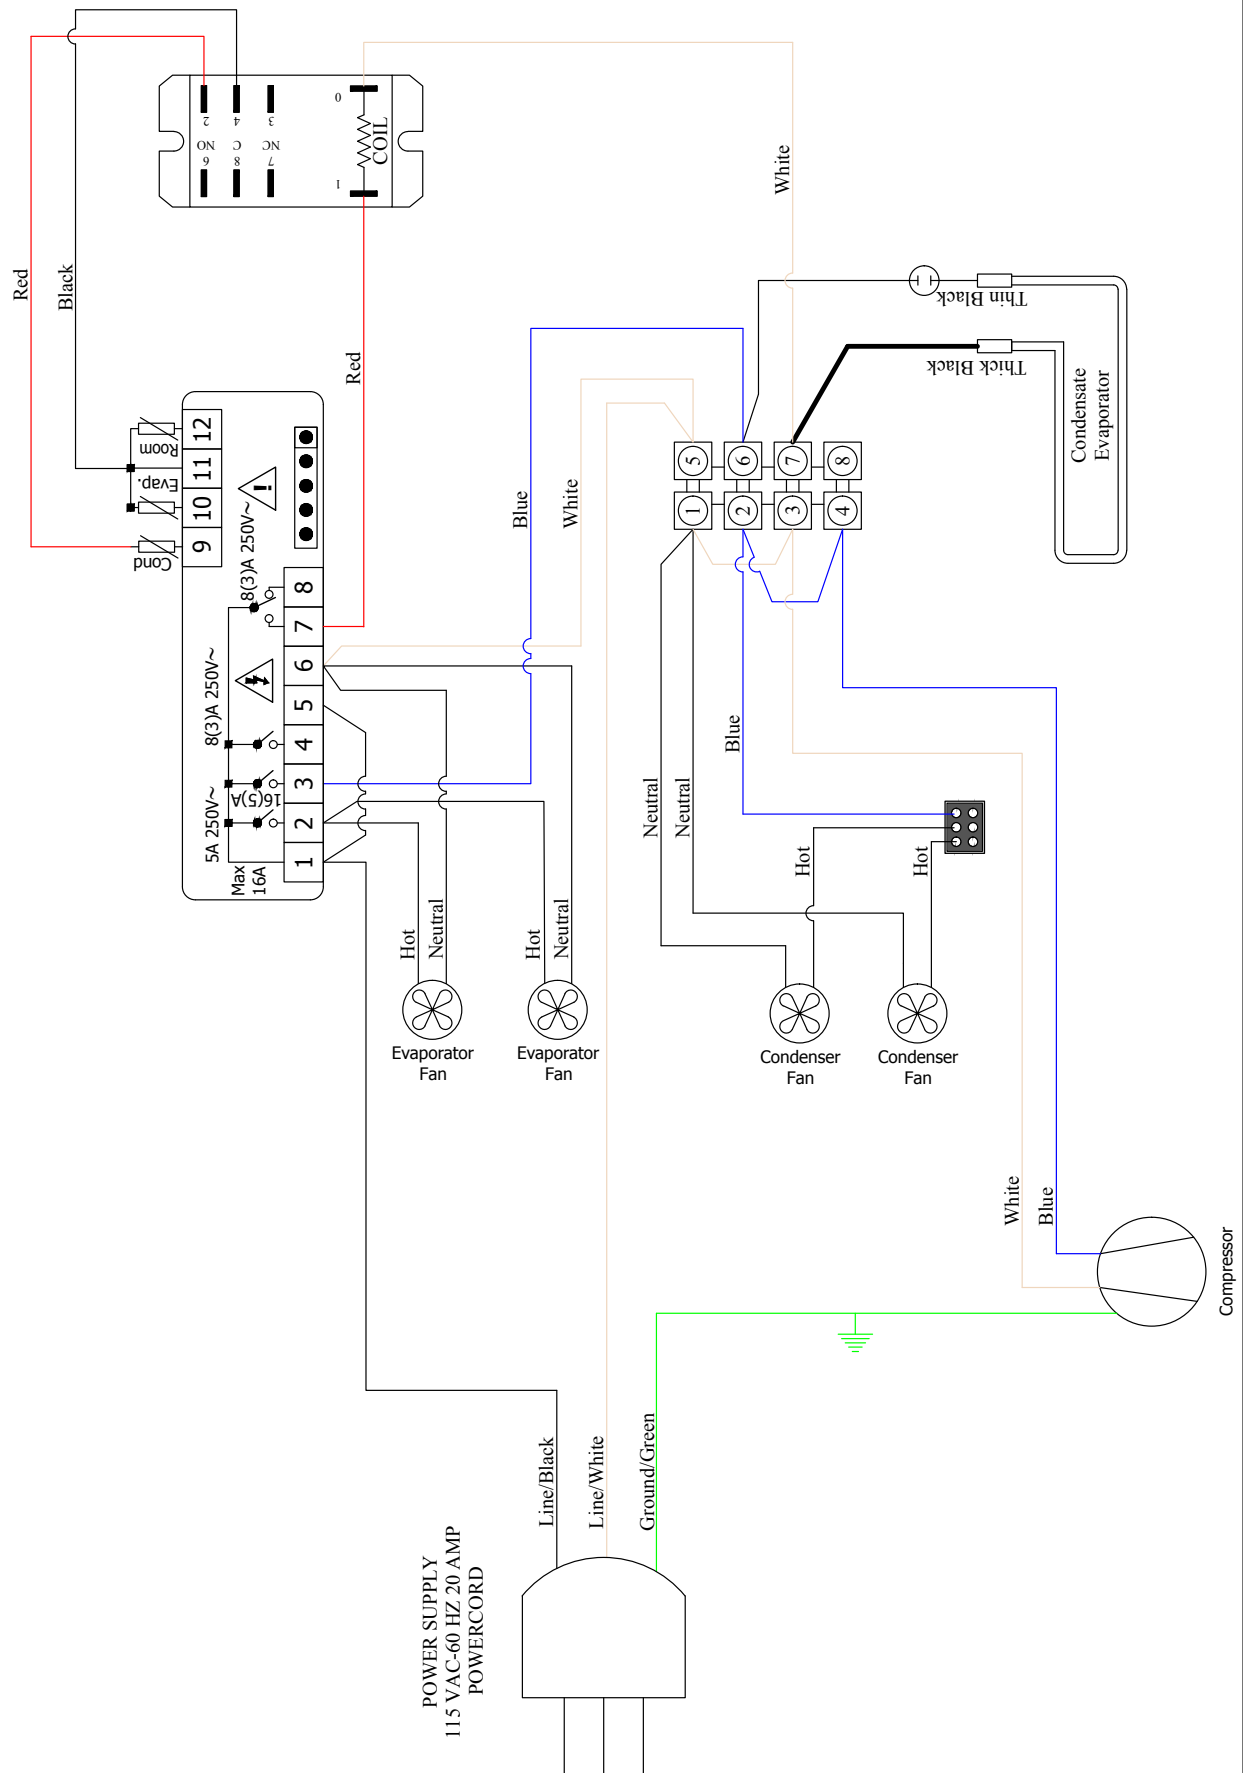 Red
Black
2
4
3
NO
C
NC
6
8
7
0
1
COIL
White
Red
Room
Evap.
Cond
12
11
10
9
8(3)A 250V~
8(3)A 250V~
16(5)A
5A 250V~
Max
16A
8
7
6
5
4
3
2
1
Blue
White
Thin Black
Thick Black
Condensate
Evaporator
5
6
7
8
1
2
3
4
Blue
Neutral
Neutral
Hot
Hot
Hot
Neutral
Hot
Neutral
Evaporator
Fan
Evaporator
Fan
Condenser
Fan
Condenser
Fan
White
Blue
Compressor
Line/Black
Line/White
Ground/Green
POWER SUPPLY
115 VAC-60 HZ 20 AMP
POWERCORD